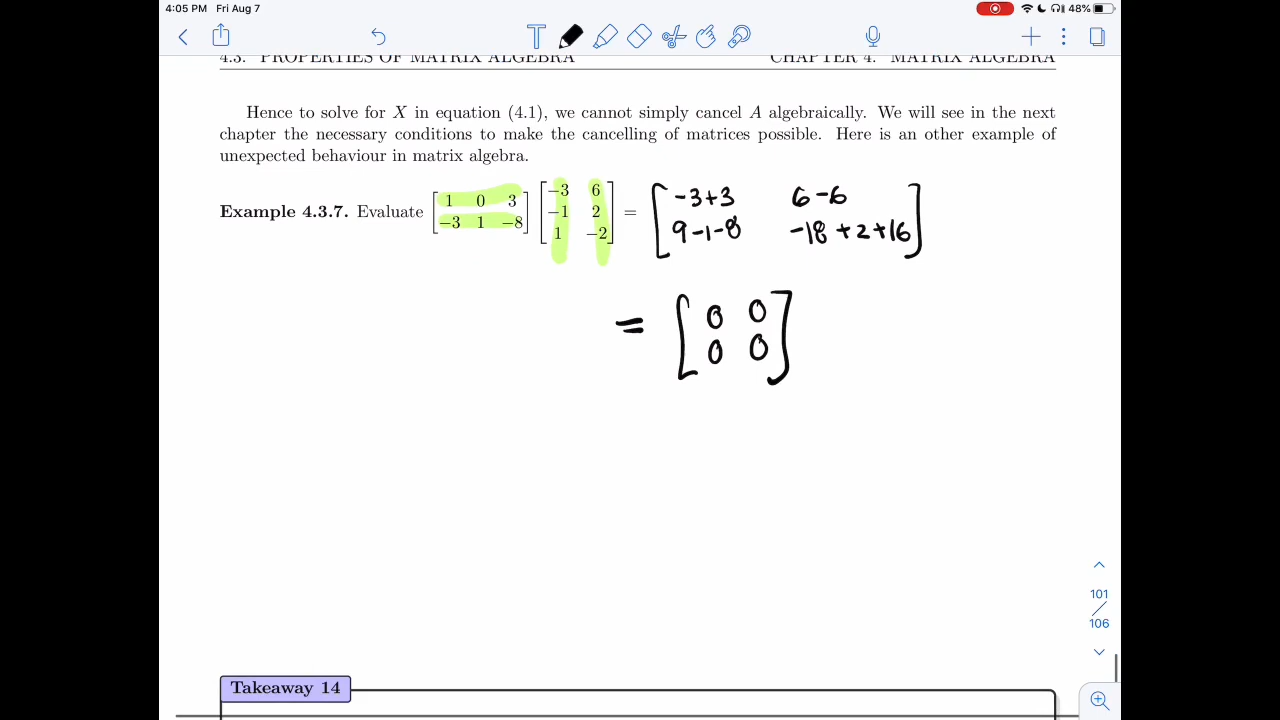 4:05 PM Fri Aug 7 48%
4.3. PROPERTIES OF MATRIX ALGEBRA CHAPTER 4. MATRIX ALGEBRA
Hence to solve for X in equation (4.1), we cannot simply cancel A algebraically. We will see in the next
chapter the necessary conditions to make the cancelling of matrices possible. Here is an other example of
unexpected behaviour in matrix algebra.
Example 4.3.7. Evaluate [1 0 3; −3 1 −8] [−3 6; −1 2; 1 −2] = [-3+3 6-6; 9-1-8 -18+2+16]
= [0 0; 0 0]
101
106
Takeaway 14